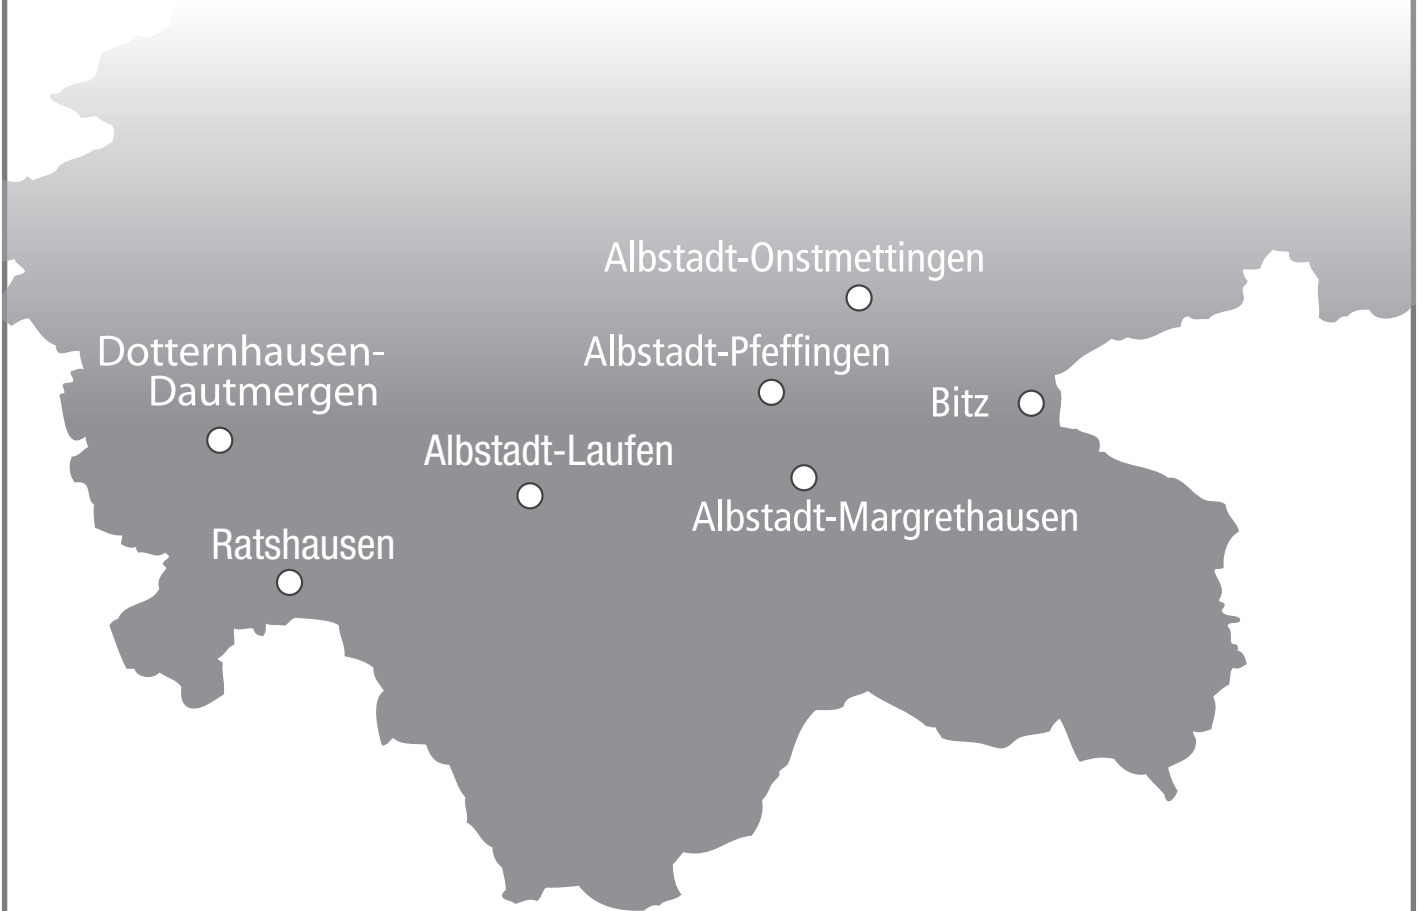 Albstadt-Onstmettingen
Dotternhausen-
Dautmergen
Albstadt-Pfeffingen
Bitz
Albstadt-Laufen
Albstadt-Margrethausen
Ratshausen